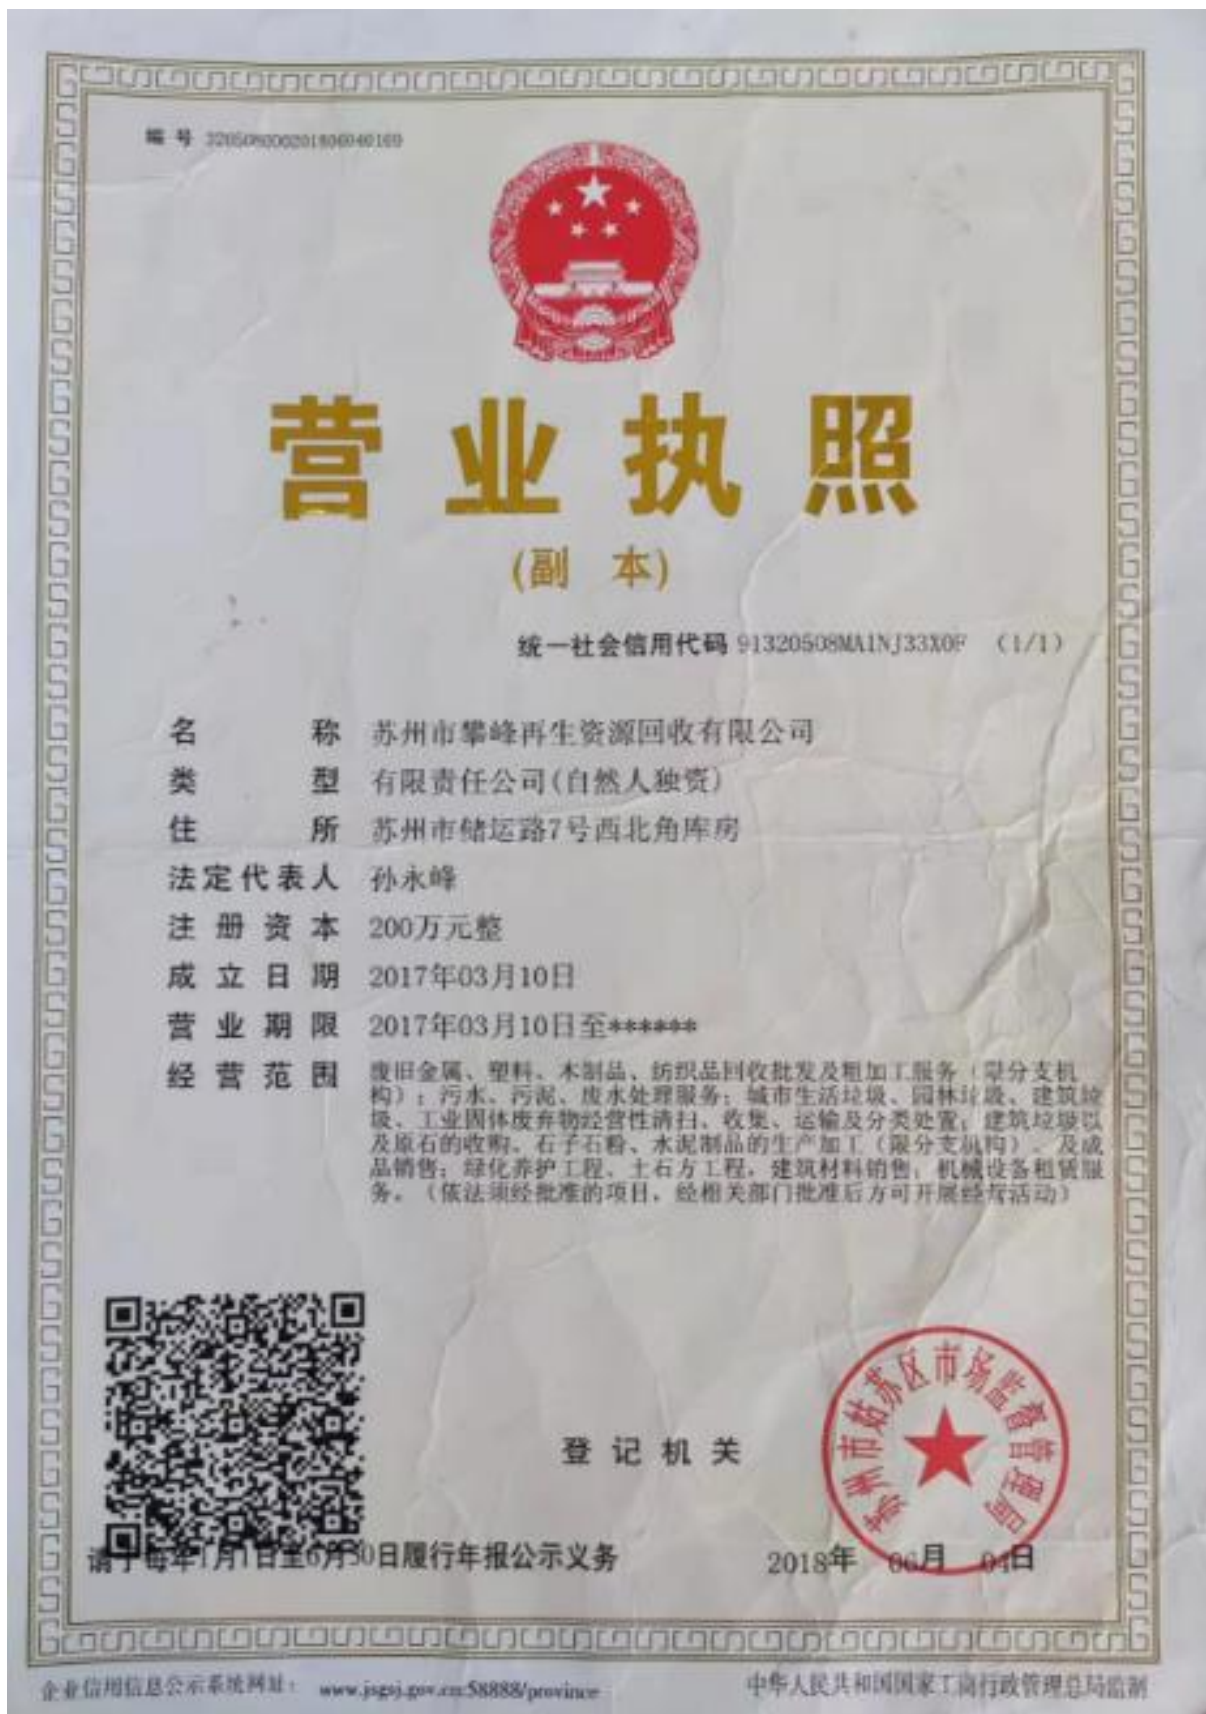 编 号 320508000201806040169
营业执照
(副 本)
统一社会信用代码 91320508MA1NJ33X0F (1/1)
名 称 苏州市攀峰再生资源回收有限公司
类 型 有限责任公司(自然人独资)
住 所 苏州市储运路7号西北角库房
法定代表人 孙永峰
注 册 资 本 200万元整
成 立 日 期 2017年03月10日
营 业 期 限 2017年03月10日至******
经 营 范 围 废旧金属、塑料、木制品、纺织品回收批发及粗加工服务（限分支机
构）；污水、污泥、废水处理服务；城市生活垃圾、园林垃圾、建筑垃
圾、工业固体废弃物经营性清扫、收集、运输及分类处置；建筑垃圾以
及原石的收购。石子石粉、水泥制品的生产加工（限分支机构）、及成
品销售；绿化养护工程、土石方工程，建筑材料销售；机械设备租赁服
务。（依法须经批准的项目，经相关部门批准后方可开展经营活动）
苏州市姑苏区市场监督管理局
登 记 机 关
请于每年1月1日至6月30日履行年报公示义务
2018年 06月 04日
企业信用信息公示系统网址： www.jsgsj.gov.cn:58888/province
中华人民共和国国家工商行政管理总局监制